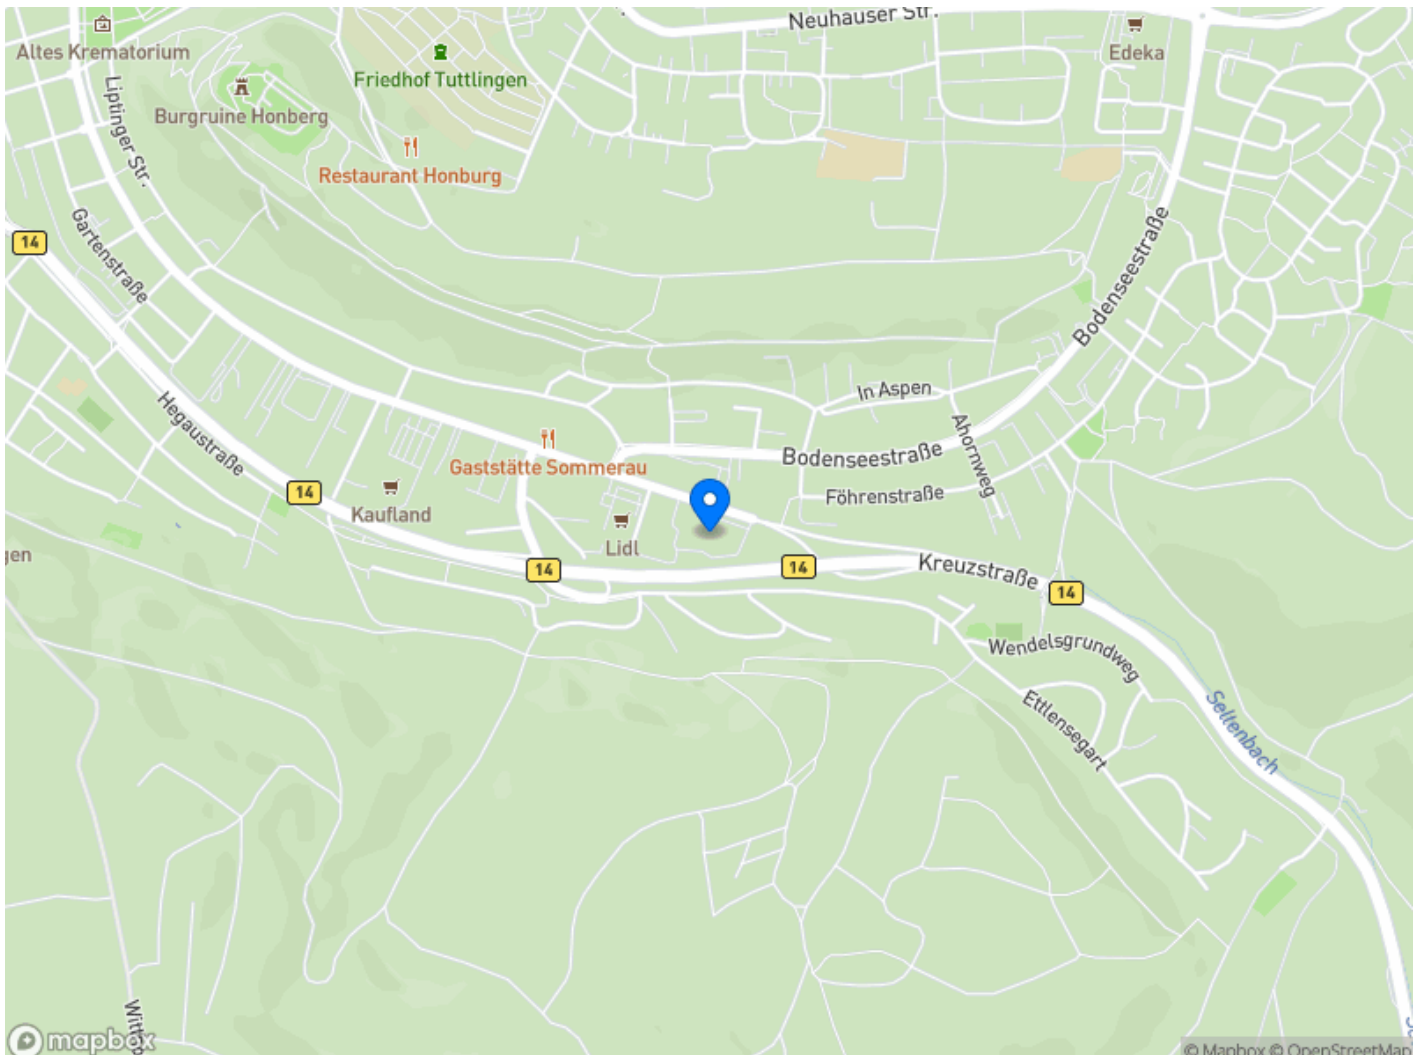 Neuhauser Str.
Edeka
Altes Krematorium
Friedhof Tuttlingen
Liptinger Str.
Burgruine Honberg
Restaurant Honburg
14
Gartenstraße
Bodenseestraße
In Aspen
Hegaustraße
Ahornweg
Gaststätte Sommerau
Bodenseestraße
14
Kaufland
Föhrenstraße
Lidl
gen
14
14
Kreuzstraße
14
Wendelsgrundweg
Ettlensegart
Seltenbach
mapbox
© Mapbox © OpenStreetMap